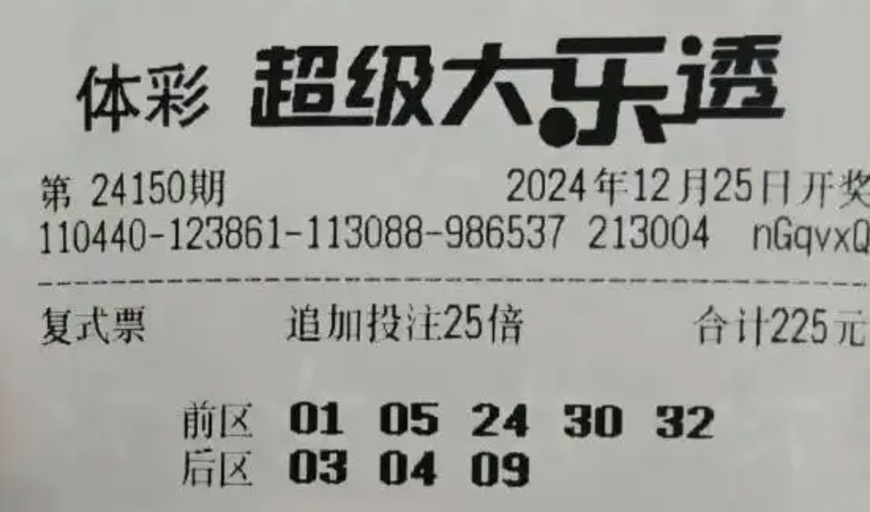 体彩 超级大乐透
第 24150期 2024年12月25日开奖
110440-123861-113088-986537 213004 nGqvxQ
复式票 追加投注25倍 合计225元
前区 01 05 24 30 32
后区 03 04 09